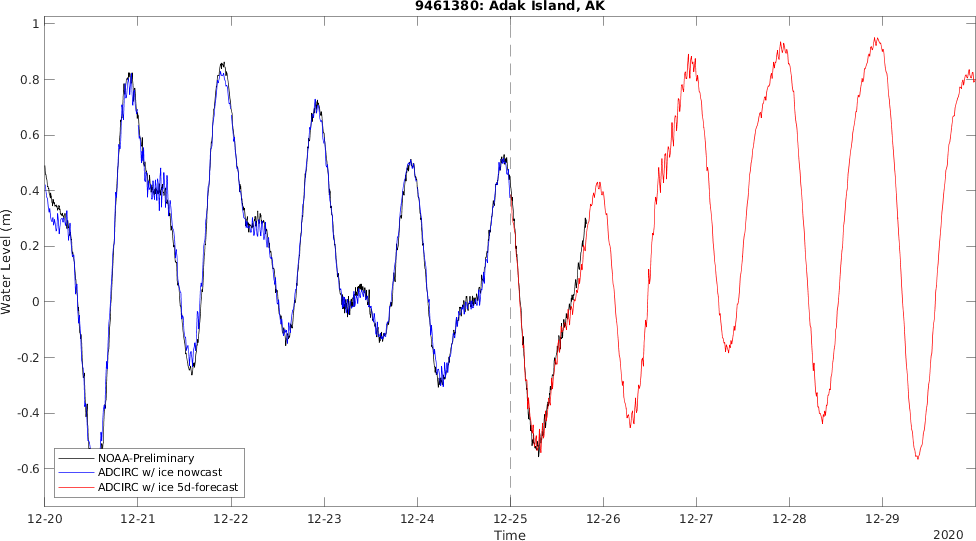 9461380: Adak Island, AK
Water Level (m)
1
0.8
0.6
0.4
0.2
0
-0.2
-0.4
-0.6
NOAA-Preliminary
ADCIRC w/ ice nowcast
ADCIRC w/ ice 5d-forecast
12-20 12-21 12-22 12-23 12-24 12-25 12-26 12-27 12-28 12-29
Time
2020